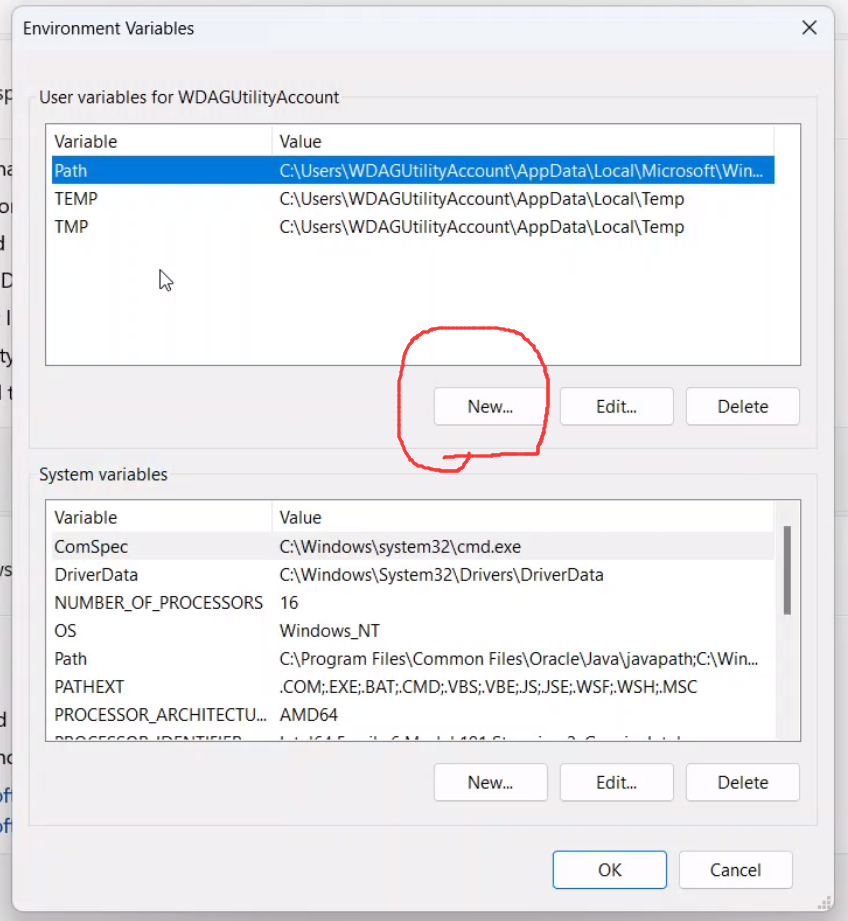 Environment Variables
User variables for WDAGUtilityAccount
Variable Value
Path C:\Users\WDAGUtilityAccount\AppData\Local\Microsoft\Win...
TEMP C:\Users\WDAGUtilityAccount\AppData\Local\Temp
TMP C:\Users\WDAGUtilityAccount\AppData\Local\Temp
New... Edit... Delete
System variables
Variable Value
ComSpec C:\Windows\system32\cmd.exe
DriverData C:\Windows\System32\Drivers\DriverData
NUMBER_OF_PROCESSORS 16
OS Windows_NT
Path C:\Program Files\Common Files\Oracle\Java\javapath;C:\Win...
PATHEXT .COM;.EXE;.BAT;.CMD;.VBS;.VBE;.JS;.JSE;.WSF;.WSH;.MSC
PROCESSOR_ARCHITECTU... AMD64
New... Edit... Delete
OK Cancel